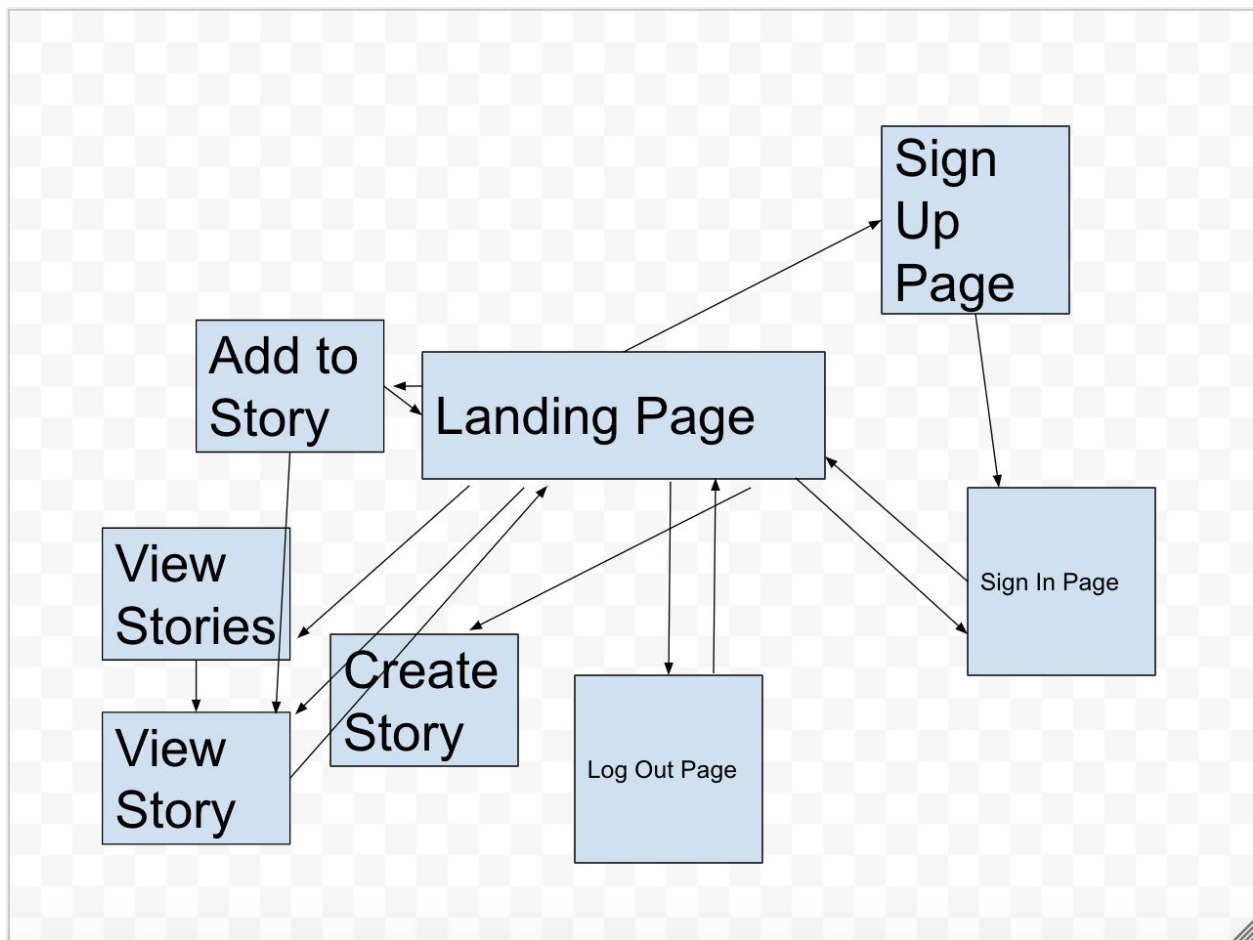 Sign
Up
Page
Add to
Story
Landing Page
View
Stories
Sign In Page
Create
Story
View
Story
Log Out Page